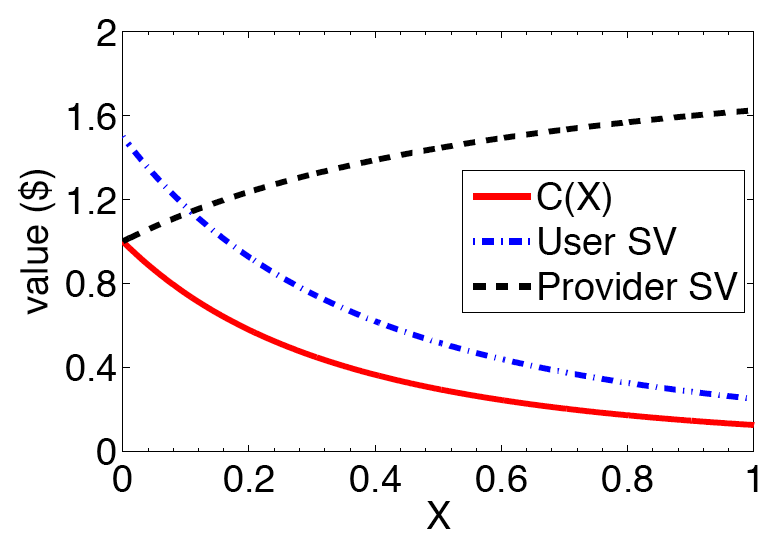 2
1.6
1.2
0.8
0.4
0
value ($)
C(X)
User SV
Provider SV
0 0.2 0.4 0.6 0.8 1
X